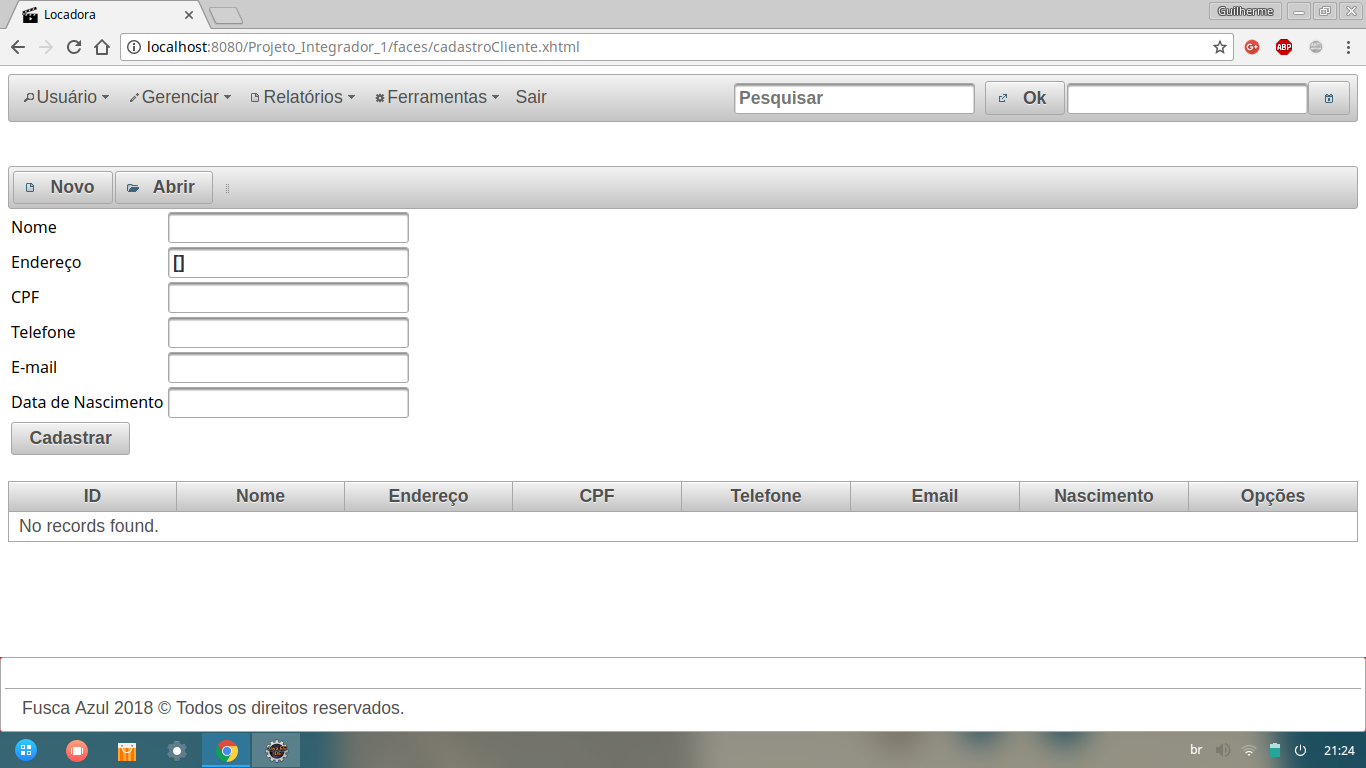 Locadora
Guilherme
localhost:8080/Projeto_Integrador_1/faces/cadastroCliente.xhtml
ABP
Usuário Gerenciar Relatórios Ferramentas Sair Pesquisar Ok
Novo Abrir
Nome
Endereço []
CPF
Telefone
E-mail
Data de Nascimento
Cadastrar
ID Nome Endereço CPF Telefone Email Nascimento Opções
No records found.
Fusca Azul 2018 © Todos os direitos reservados.
br 21:24